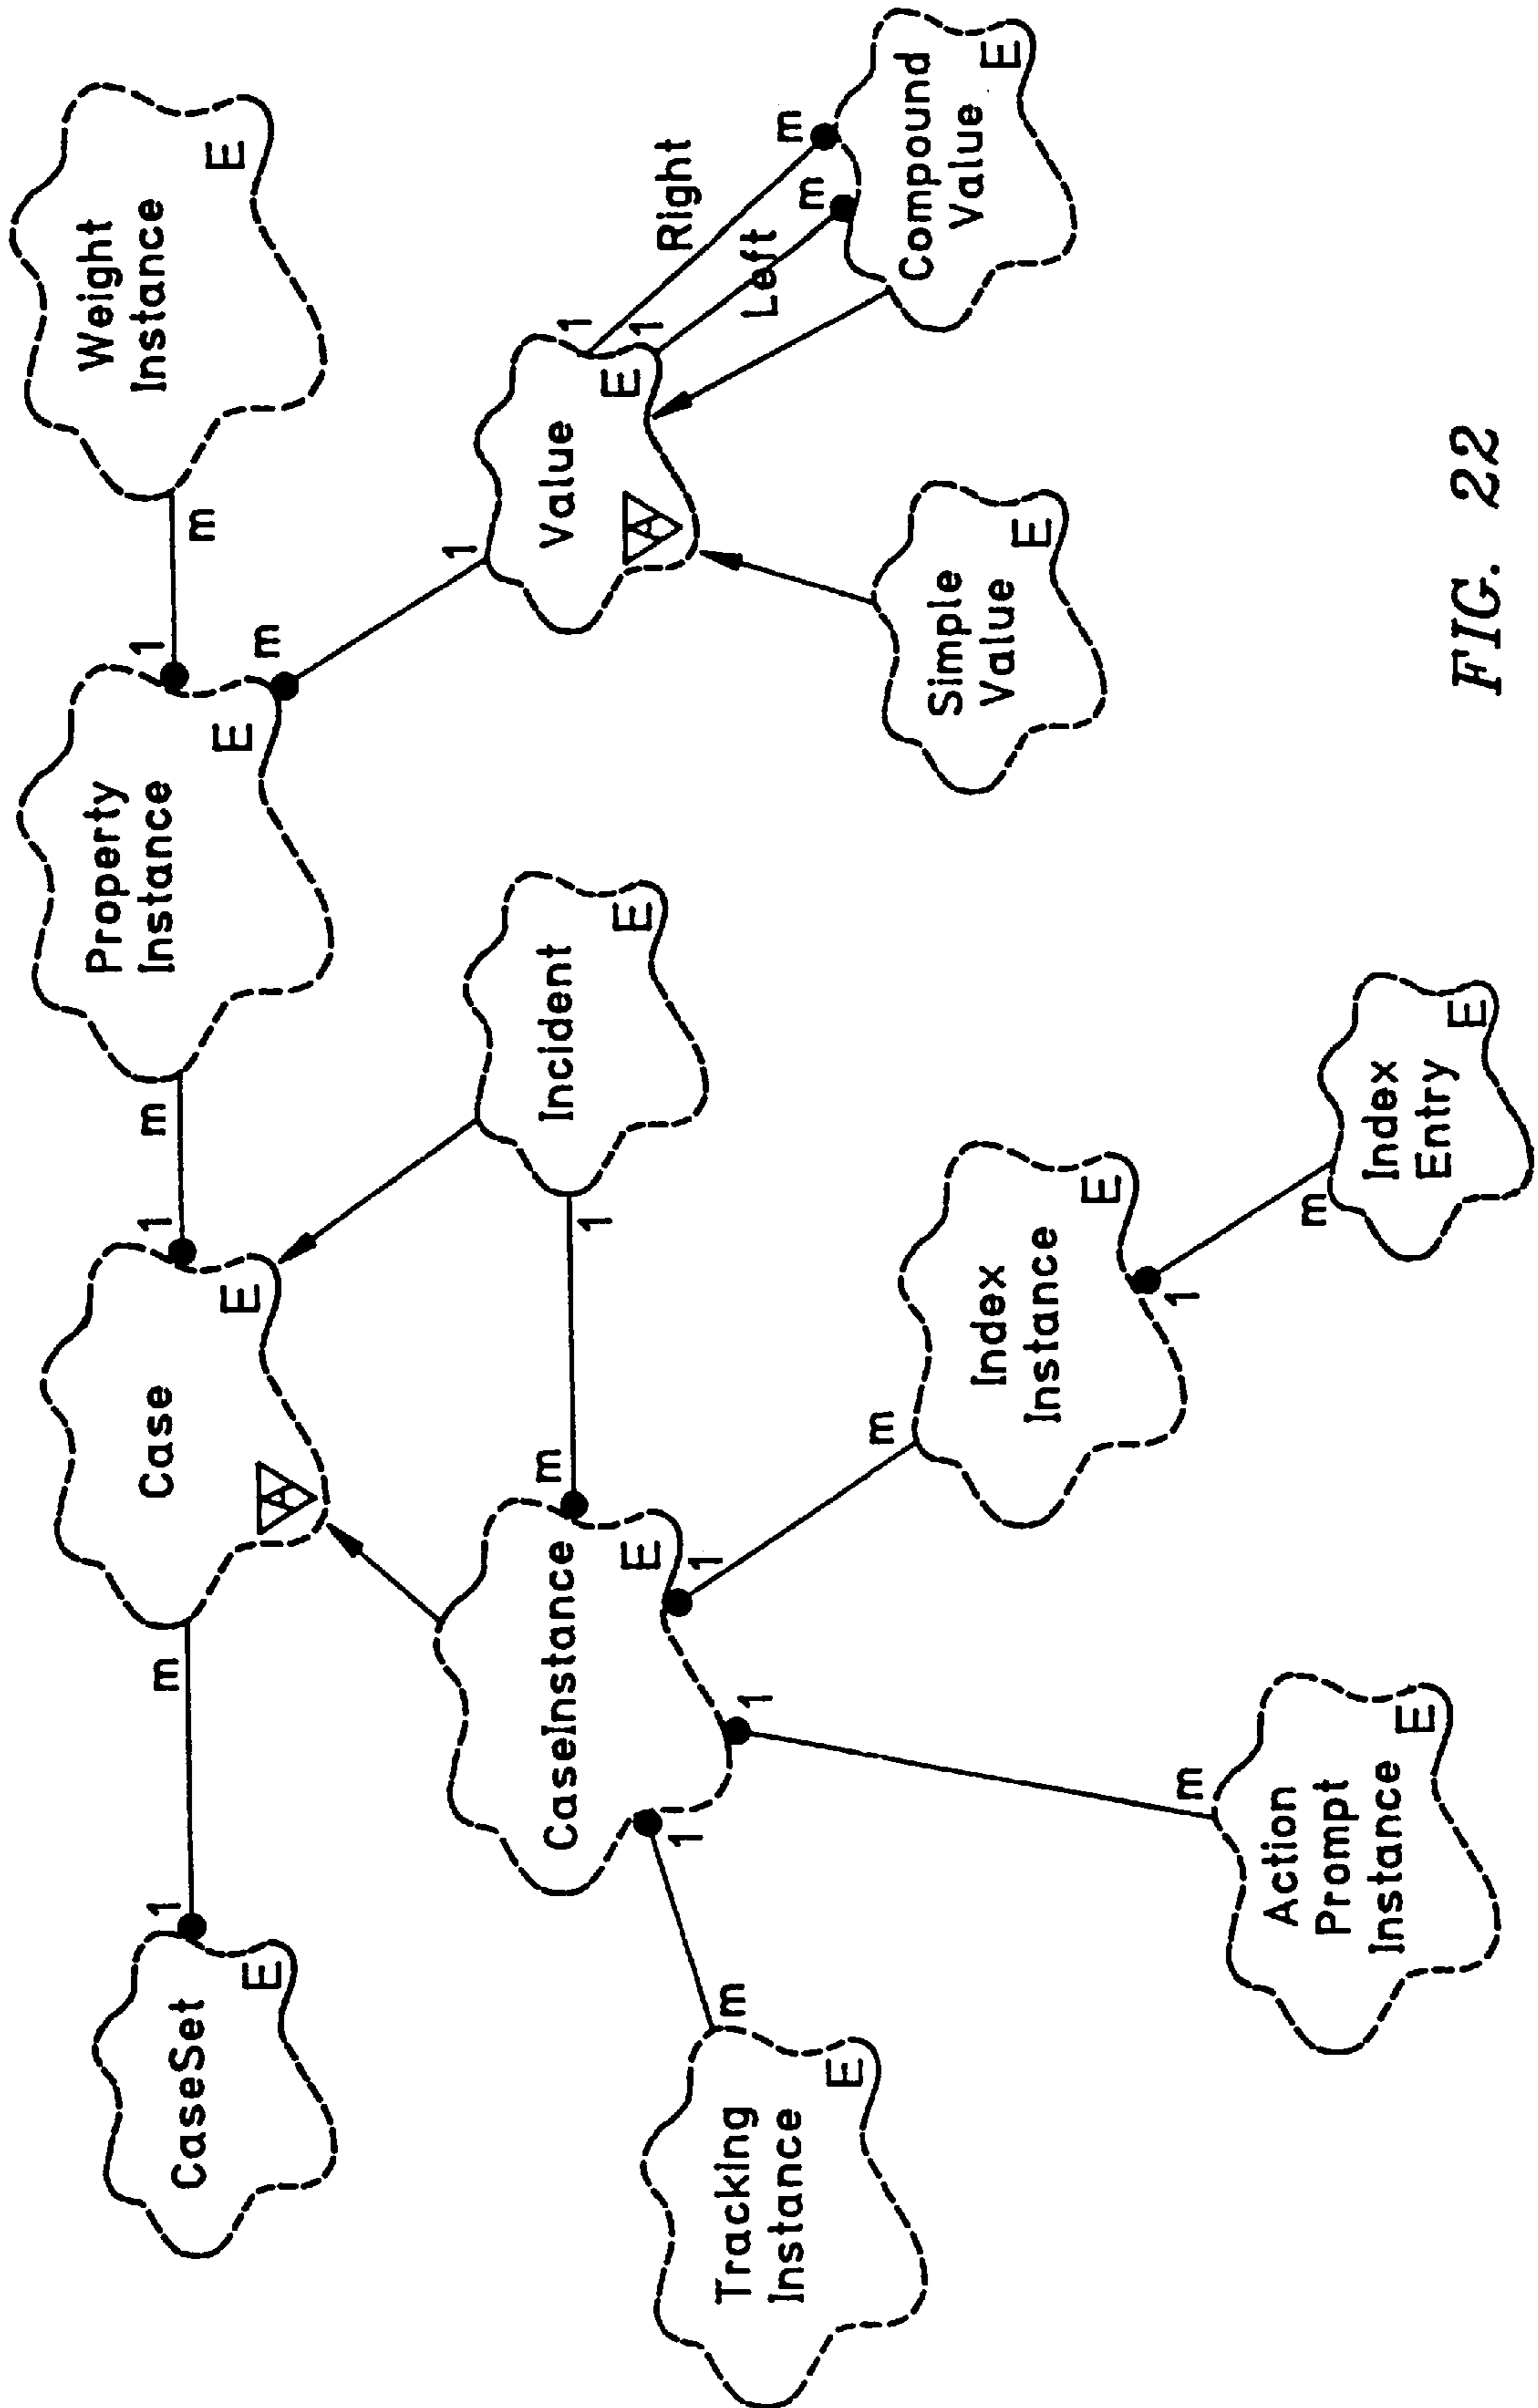 CaseSet
E
1
m
Case
A
E
1
m
Property
Instance
E
1
m
Weight
Instance
E
m
1
Value
A
E
1
1
Right
m
Left
m
Compound
Value
E
Simple
Value
E
Incident
E
1
m
CaseInstance
E
1
1
1
m
Tracking
Instance
E
m
Action
Prompt
Instance
E
m
Index
Instance
E
1
m
Index
Entry
E
FIG. 22